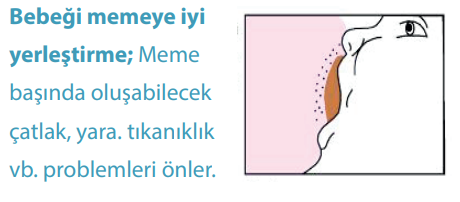 Bebeği memeye iyi
yerleştirme; Meme
başında oluşabilecek
çatlak, yara. tıkanıklık
vb. problemleri önler.